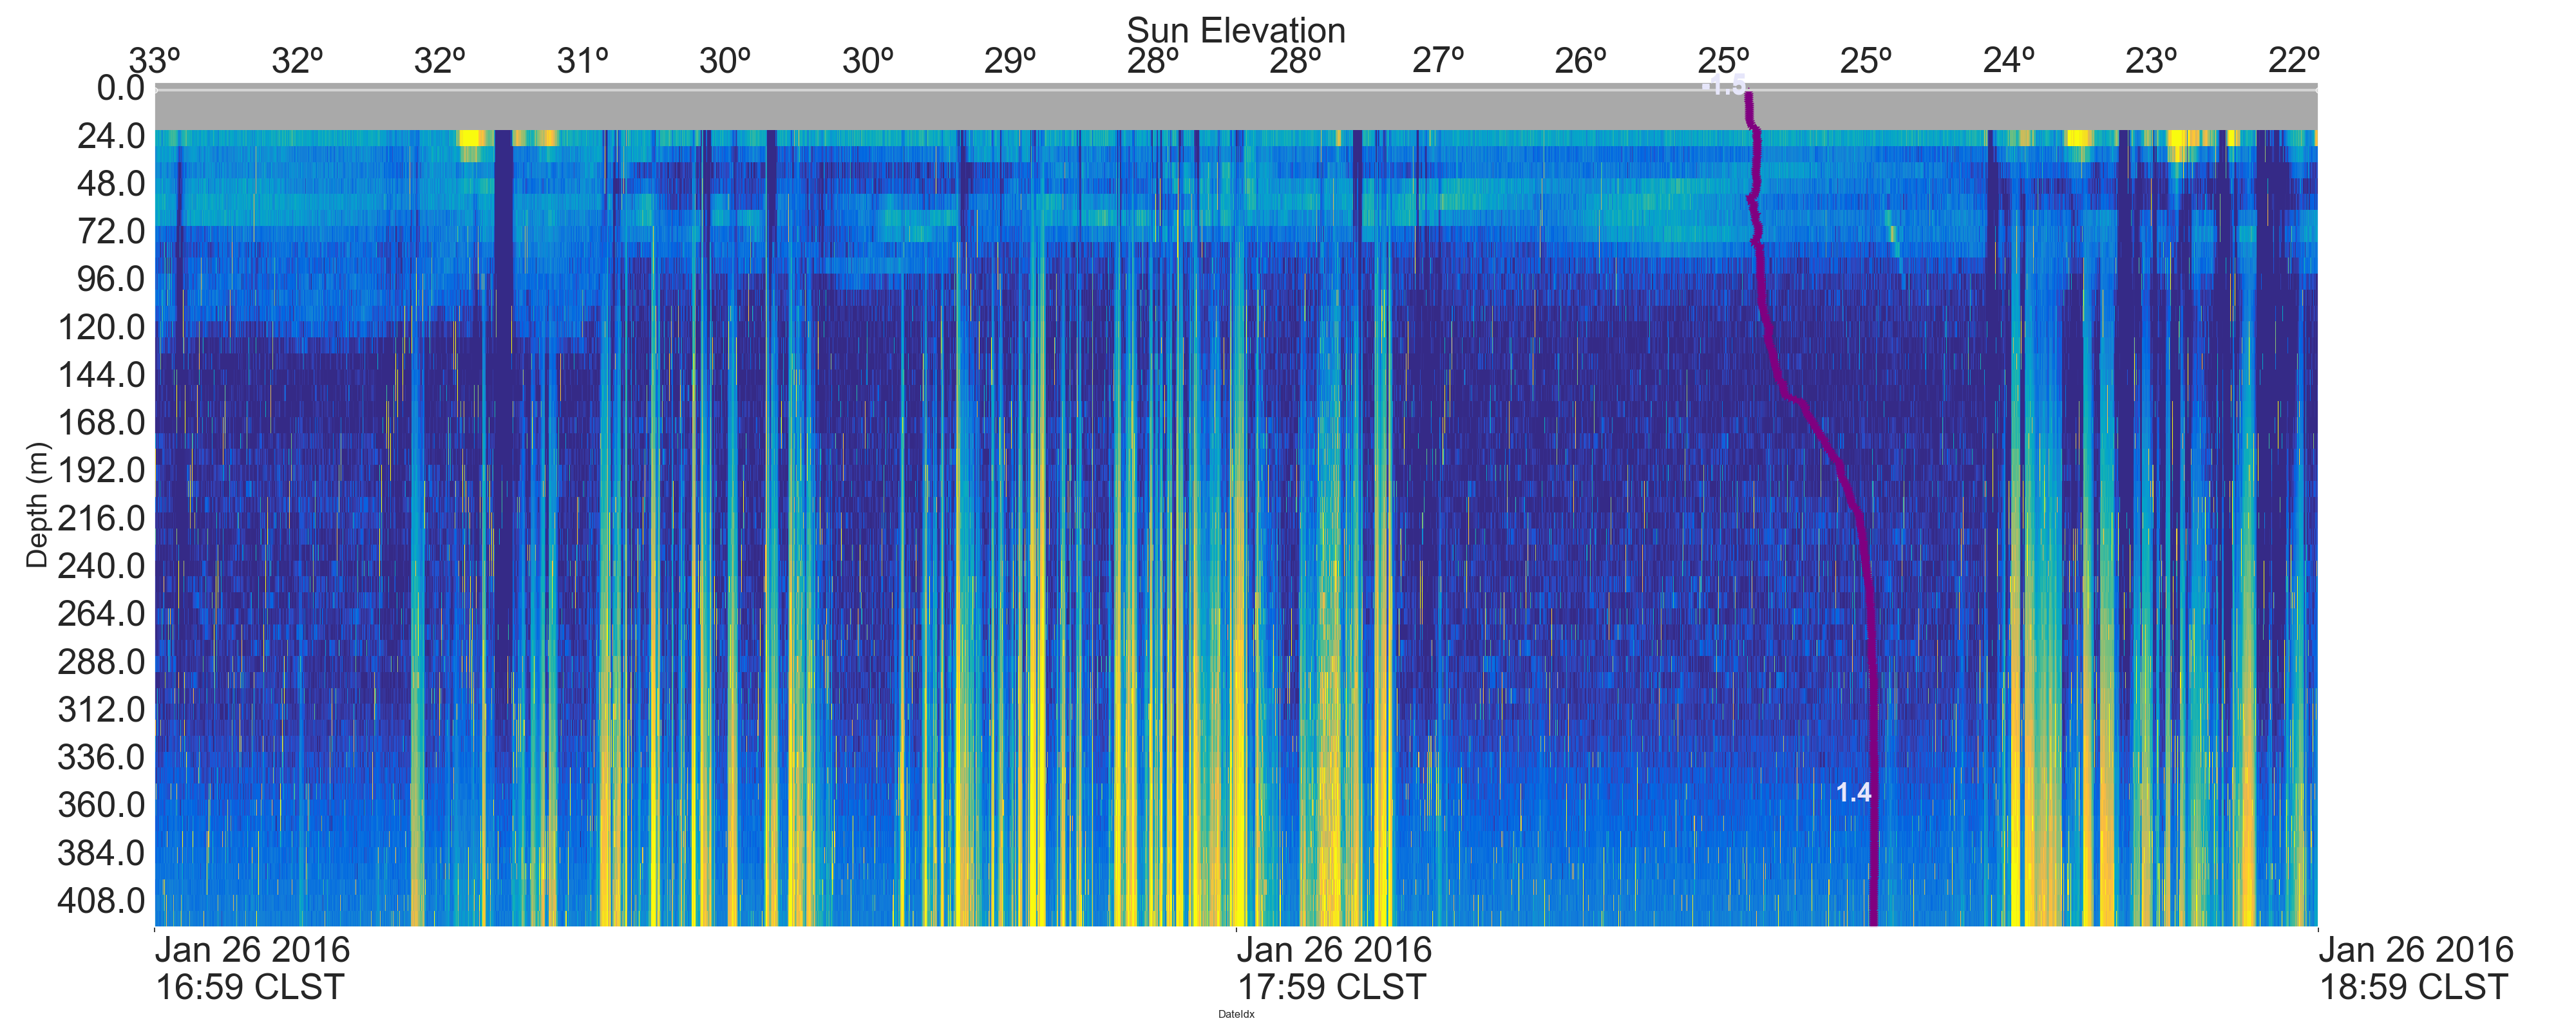 Sun Elevation
33º 32º 32º 31º 30º 30º 29º 28º 28º 27º 26º 25º 25º 24º 23º 22º
-1.5
0.0
24.0
48.0
72.0
96.0
120.0
144.0
168.0
192.0
216.0
240.0
264.0
288.0
312.0
336.0
360.0
384.0
408.0
Depth (m)
1.4
Jan 26 2016
16:59 CLST
Jan 26 2016
17:59 CLST
Jan 26 2016
18:59 CLST
DateIdx